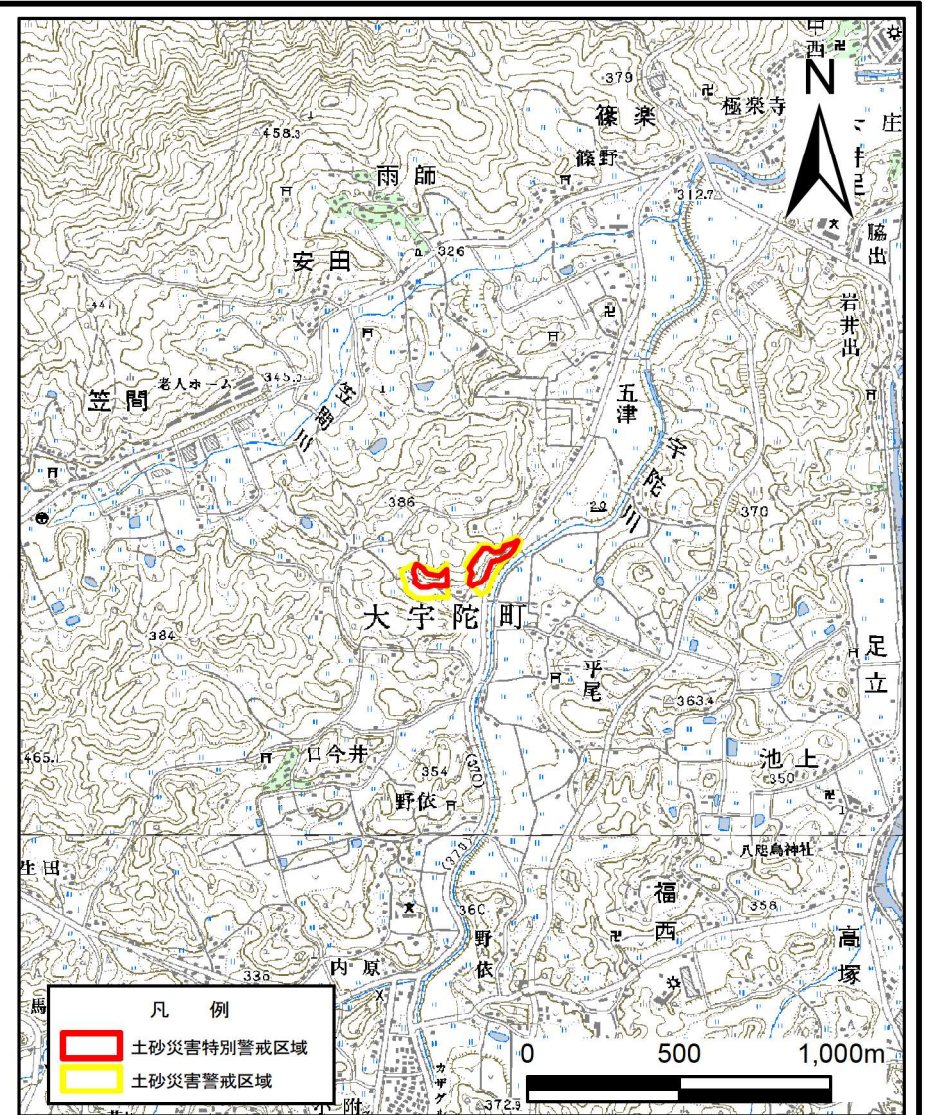 N
379
篠楽
極楽寺
庄
458.3
篠野
雨師
312.7
脇出
安田
326
岩井出
笠間
老人ホーム
笠間川
五津
宇陀川
386
370
大宇陀町
384
足立
平尾
363.4
465.1
口今井
354
(370)
池上
350
野依
八咫烏神社
生田
(370)
福西
358
360
野依
高塚
内原
336
馬
凡 例
土砂災害特別警戒区域
土砂災害警戒区域
0 500 1,000m
372.9